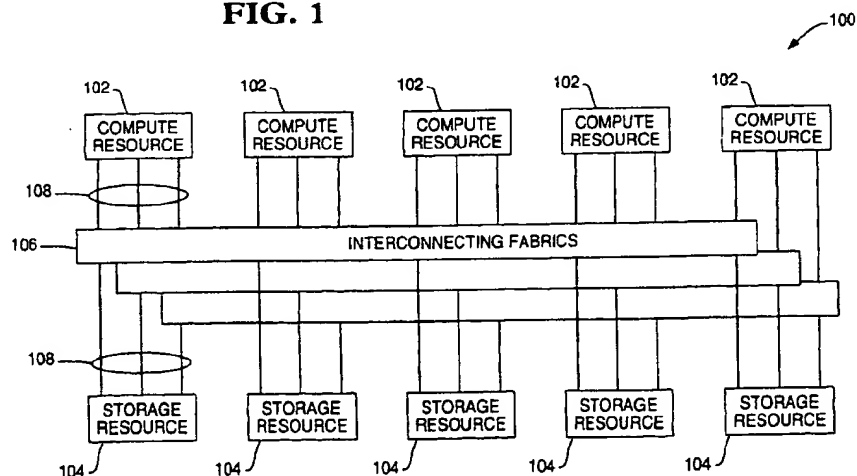 FIG. 1
100
102 102 102 102 102
COMPUTE RESOURCE
COMPUTE RESOURCE
COMPUTE RESOURCE
COMPUTE RESOURCE
COMPUTE RESOURCE
108
106
INTERCONNECTING FABRICS
108
STORAGE RESOURCE
STORAGE RESOURCE
STORAGE RESOURCE
STORAGE RESOURCE
STORAGE RESOURCE
104 104 104 104 104